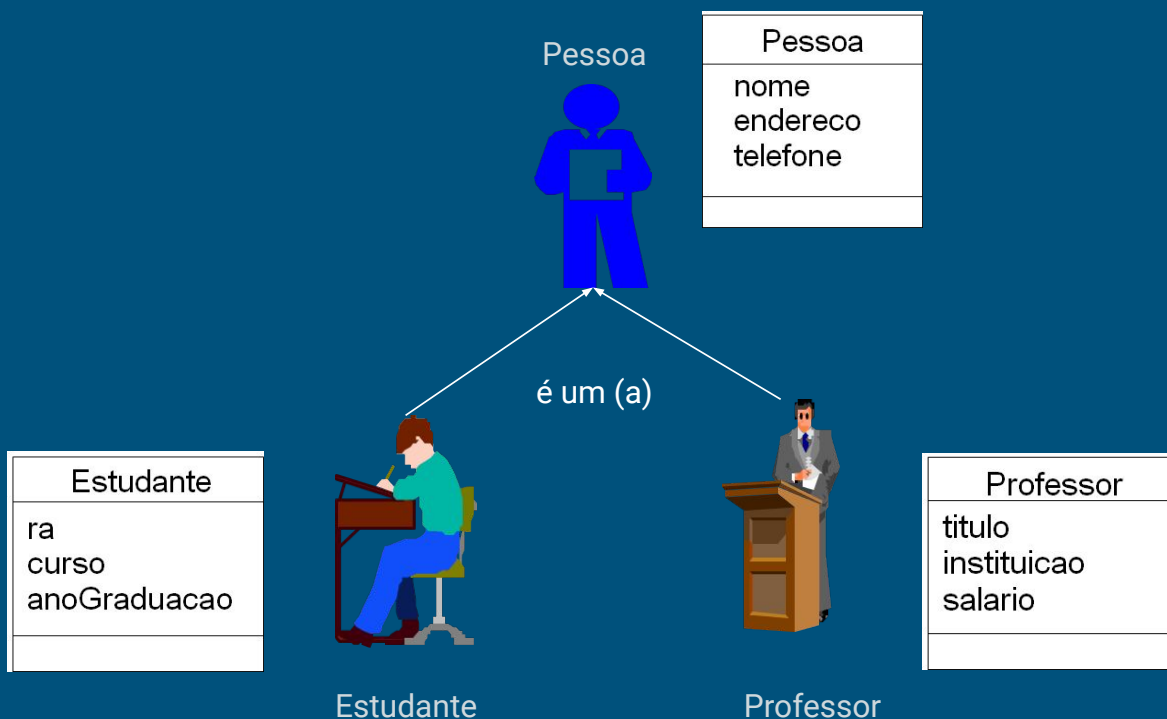 Pessoa
Pessoa
nome
endereco
telefone
é um (a)
Estudante
ra
curso
anoGraduacao
Professor
titulo
instituicao
salario
Estudante
Professor